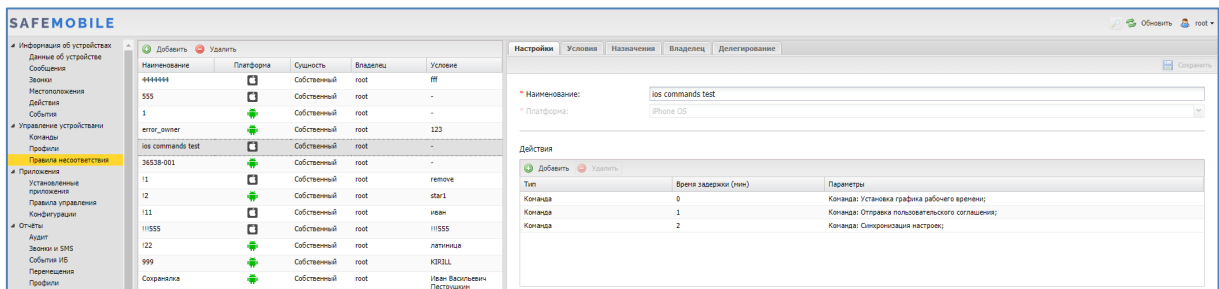 SAFEMOBILE
Обновить root
Информация об устройствах
Данные об устройстве
Сообщения
Звонки
Местоположения
Действия
События
Управление устройствами
Команды
Профили
Правила несоответствия
Приложения
Установленные
приложения
Правила управления
Конфигурации
Отчёты
Аудит
Звонки и SMS
События ИБ
Перемещения
Профили
Добавить Удалить
Наименование Платформа Сущность Владелец Условие
4444444 Собственный root fff
555 Собственный root -
1 Собственный root -
error_owner Собственный root 123
ios commands test Собственный root -
36538-001 Собственный root -
!1 Собственный root remove
!2 Собственный root star1
!11 Собственный root иван
!!!555 Собственный root !!!555
!22 Собственный root латиница
999 Собственный root KIRILL
Сохранялка Собственный root Иван Васильевич
Пеструшкин
Настройки Условия Назначения Владелец Делегирование
Сохранить
* Наименование: ios commands test
* Платформа: iPhone OS
Действия
Добавить Удалить
Тип Время задержки (мин) Параметры
Команда 0 Команда: Установка графика рабочего времени;
Команда 1 Команда: Отправка пользовательского соглашения;
Команда 2 Команда: Синхронизация настроек;